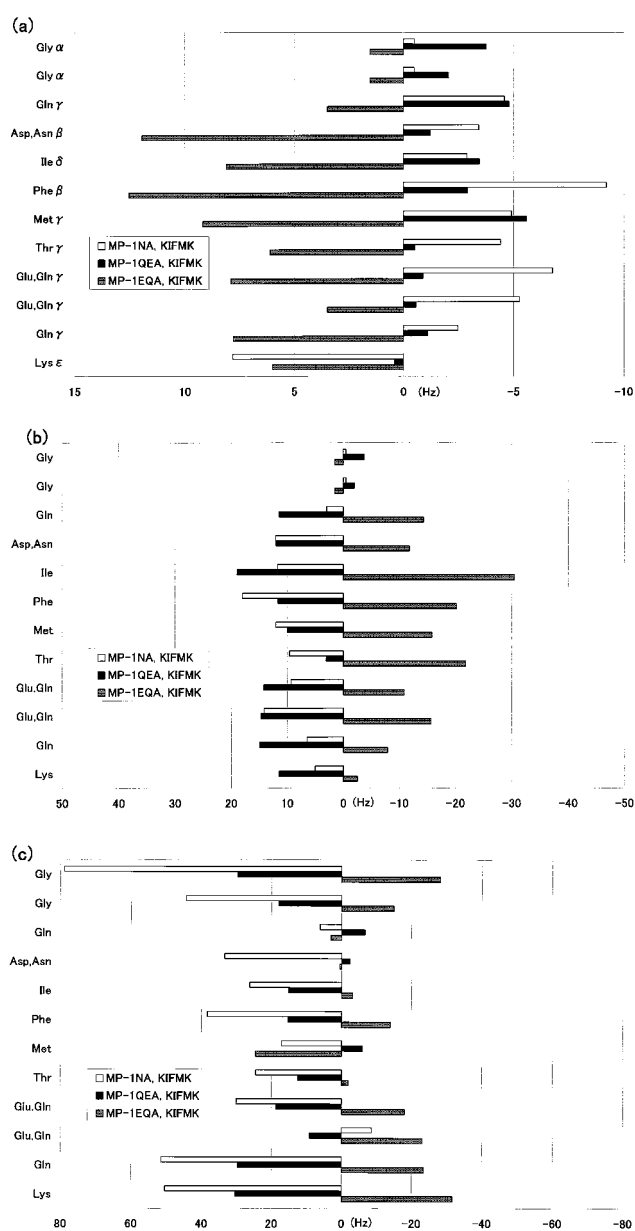 (a)
Gly α
Gly α
Gln γ
Asp,Asn β
Ile δ
Phe β
Met γ
Thr γ
Glu,Gln γ
Glu,Gln γ
Gln γ
Lys ε
MP-1NA, KIFMK
MP-1QEA, KIFMK
MP-1EQA, KIFMK
15 10 5 0 (Hz) -5 -10
(b)
Gly
Gly
Gln
Asp,Asn
Ile
Phe
Met
Thr
Glu,Gln
Glu,Gln
Gln
Lys
MP-1NA, KIFMK
MP-1QEA, KIFMK
MP-1EQA, KIFMK
50 40 30 20 10 0 (Hz) -10 -20 -30 -40 -50
(c)
Gly
Gly
Gln
Asp,Asn
Ile
Phe
Met
Thr
Glu,Gln
Glu,Gln
Gln
Lys
MP-1NA, KIFMK
MP-1QEA, KIFMK
MP-1EQA, KIFMK
80 60 40 20 0 (Hz) -20 -40 -60 -80